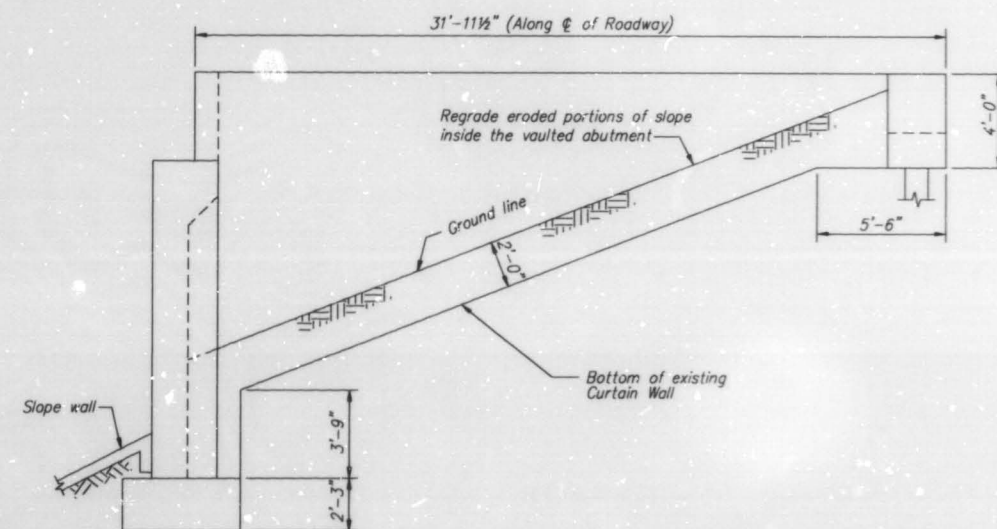 31'-11½" (Along ℄ of Roadway)
Regrade eroded portions of slope
inside the vaulted abutment
4'-0"
Ground line
5'-6"
2'-0"
Bottom of existing
Curtain Wall
Slope wall
3'-9"
2'-3"